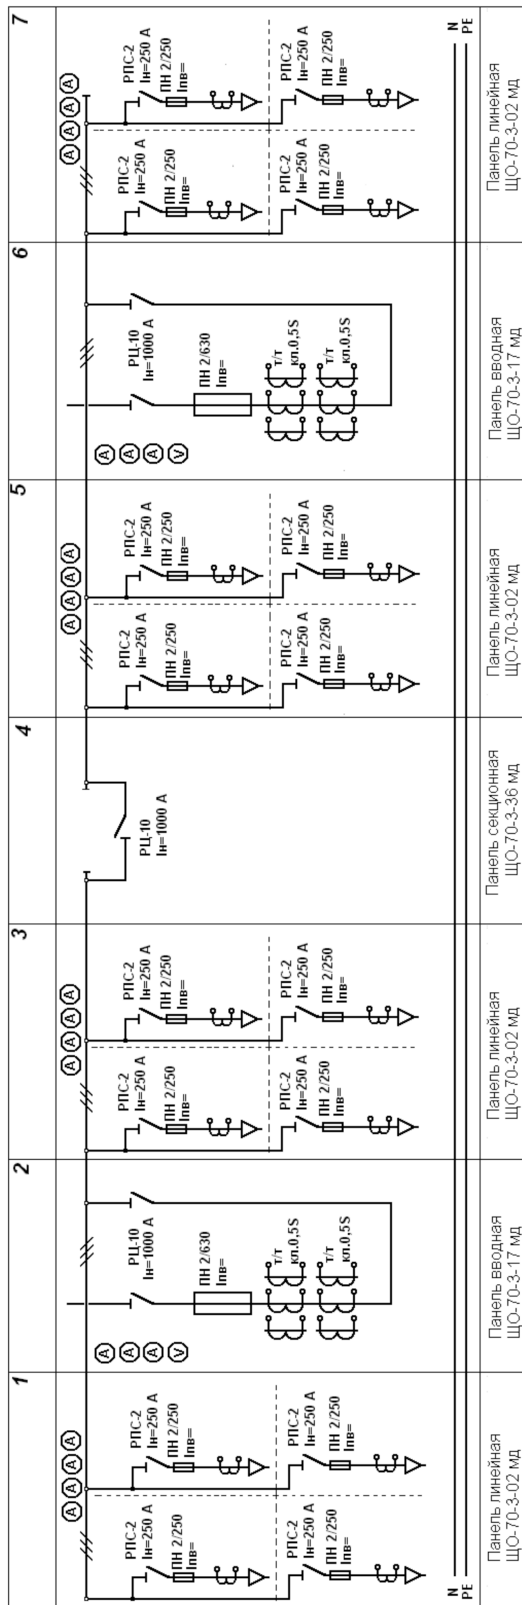 1
А А А А
РПС-2
Iн=250 А
ПН 2/250
Iпв=
РПС-2
Iн=250 А
ПН 2/250
Iпв=
РПС-2
Iн=250 А
ПН 2/250
Iпв=
РПС-2
Iн=250 А
ПН 2/250
Iпв=
N
PE
Панель линейная
ЩО-70-3-02 мд
2
А
А
А
V
РЦ-10
Iн=1000 А
ПН 2/630
Iпв=
т/т
кл.0,5S
т/т
кл.0,5S
Панель вводная
ЩО-70-3-17 мд
3
А А А А
РПС-2
Iн=250 А
ПН 2/250
Iпв=
РПС-2
Iн=250 А
ПН 2/250
Iпв=
РПС-2
Iн=250 А
ПН 2/250
Iпв=
РПС-2
Iн=250 А
ПН 2/250
Iпв=
Панель линейная
ЩО-70-3-02 мд
4
РЦ-10
Iн=1000 А
Панель секционная
ЩО-70-3-36 мд
5
А А А А
РПС-2
Iн=250 А
ПН 2/250
Iпв=
РПС-2
Iн=250 А
ПН 2/250
Iпв=
РПС-2
Iн=250 А
ПН 2/250
Iпв=
РПС-2
Iн=250 А
ПН 2/250
Iпв=
Панель линейная
ЩО-70-3-02 мд
6
А
А
А
V
РЦ-10
Iн=1000 А
ПН 2/630
Iпв=
т/т
кл.0,5S
т/т
кл.0,5S
Панель вводная
ЩО-70-3-17 мд
7
А А А А
РПС-2
Iн=250 А
ПН 2/250
Iпв=
РПС-2
Iн=250 А
ПН 2/250
Iпв=
РПС-2
Iн=250 А
ПН 2/250
Iпв=
РПС-2
Iн=250 А
ПН 2/250
Iпв=
N
PE
Панель линейная
ЩО-70-3-02 мд